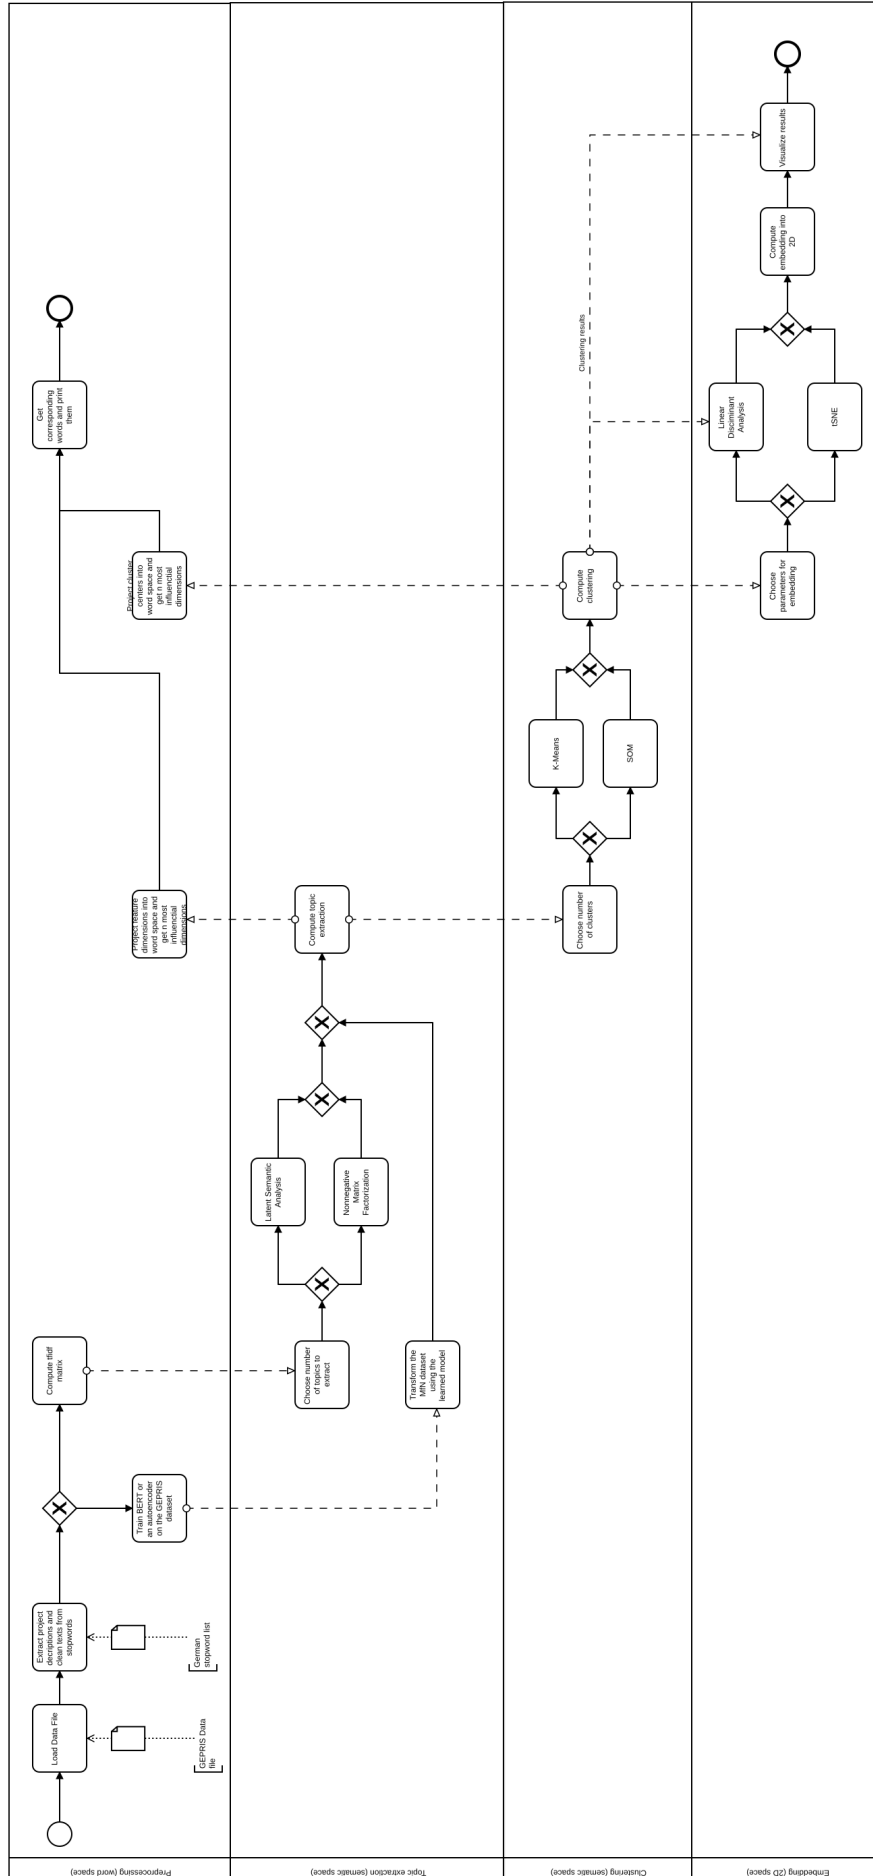 Preprocessing (word space)
Load Data File
GEPRIS Data
file
Extract project
decriptions and
clean texts from
stopwords
German
stopword list
Train BERT or
an autoencoder
on the GEPRIS
dataset
Compute tfidf
matrix
Project feature
dimensions into
word space and
get n most
influenctial
dimensions
Project cluster
centers into
word space and
get n most
influenctial
dimensions
Get
corresponding
words and print
them
Topic extraction (sematic space)
Choose number
of topics to
extract
Transform the
MfN dataset
using the
learned model
Latent Semantic
Analysis
Nonnegative
Matrix
Factorization
Compute topic
extraction
Clustering (sematic space)
Choose number
of clusters
K-Means
SOM
Compute
clustering
Clustering results
Embedding (2D space)
Choose
parameters for
embedding
Linear
Disciminant
Analysis
tSNE
Compute
embedding into
2D
Visualize results